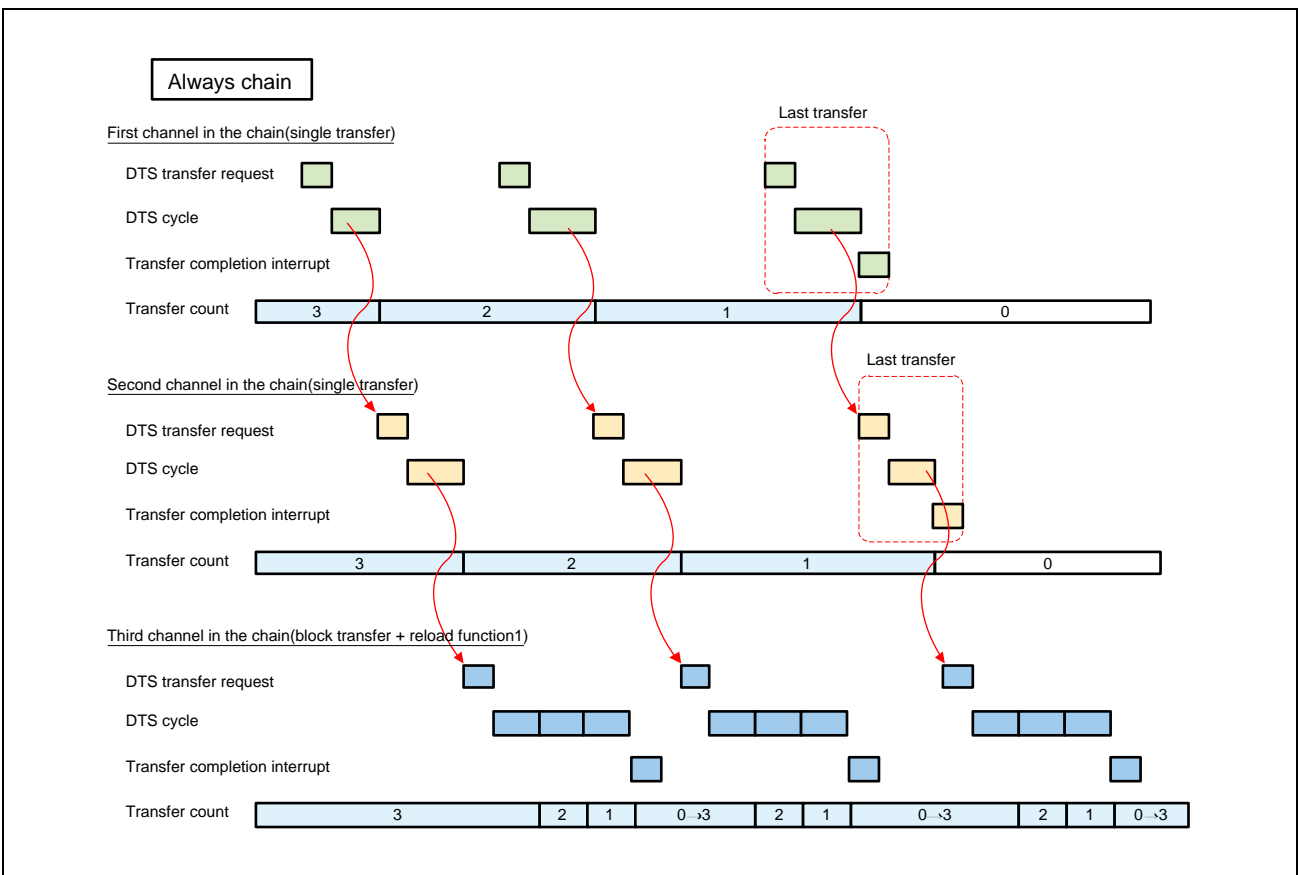 Always chain
Last transfer
First channel in the chain(single transfer)
DTS transfer request
DTS cycle
Transfer completion interrupt
Transfer count 3 2 1 0
Last transfer
Second channel in the chain(single transfer)
DTS transfer request
DTS cycle
Transfer completion interrupt
Transfer count 3 2 1 0
Third channel in the chain(block transfer + reload function1)
DTS transfer request
DTS cycle
Transfer completion interrupt
Transfer count 3 2 1 0→3 2 1 0→3 2 1 0→3